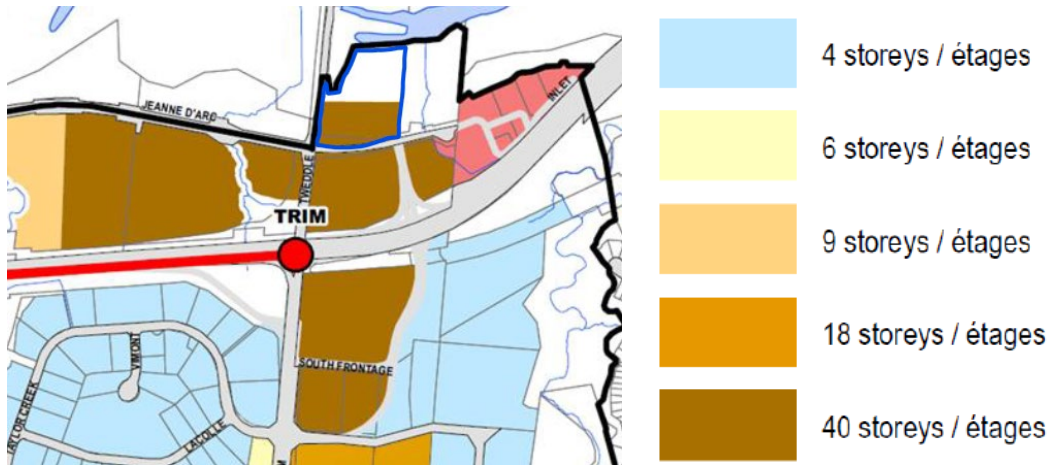 JEANNE D'ARC
INLET
TWEDDLE
TRIM
VIMONT
SOUTH FRONTAGE
TAYLOR CREEK
LACOLLE
M
4 storeys / étages
6 storeys / étages
9 storeys / étages
18 storeys / étages
40 storeys / étages